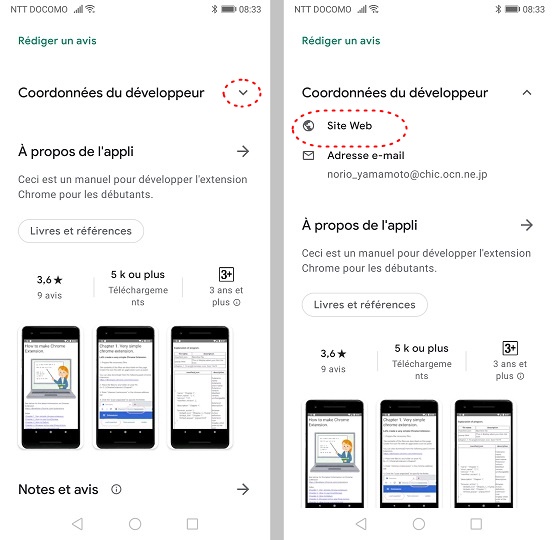 NTT DOCOMO
08:33
Rédiger un avis
Coordonnées du développeur
À propos de l'appli
Ceci est un manuel pour développer l'extension
Chrome pour les débutants.
Livres et références
3,6★
9 avis
5 k ou plus
Téléchargeme
nts
3+
3 ans et
plus
How to make Chrome
Extension.
Chapter 1. Very simple
chrome extension.
Notes et avis
NTT DOCOMO
08:33
Rédiger un avis
Coordonnées du développeur
Site Web
Adresse e-mail
norio_yamamoto@chic.ocn.ne.jp
À propos de l'appli
Ceci est un manuel pour développer l'extension
Chrome pour les débutants.
Livres et références
3,6★
9 avis
5 k ou plus
Téléchargeme
nts
3+
3 ans et
plus
How to make Chrome
Extension.
Chapter 1. Very simple
chrome extension.